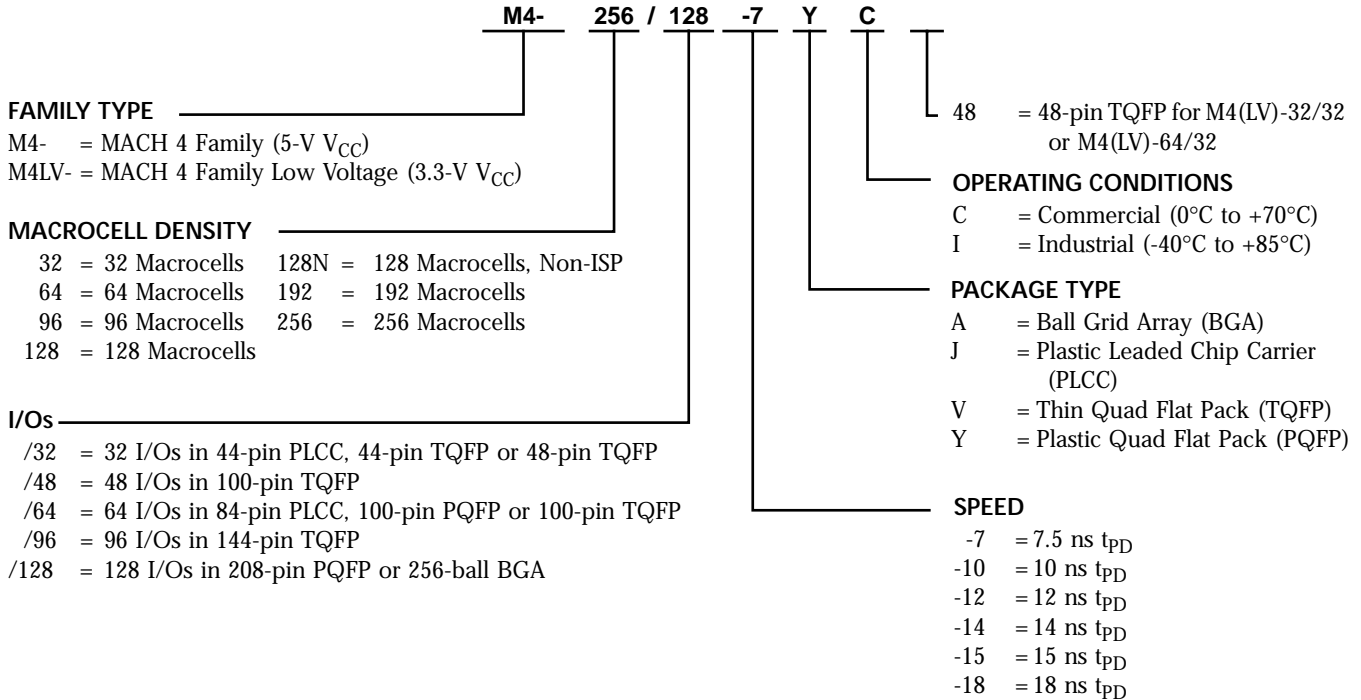 M4- 256 / 128 -7 Y C
FAMILY TYPE
M4- = MACH 4 Family (5-V VCC)
M4LV- = MACH 4 Family Low Voltage (3.3-V VCC)
MACROCELL DENSITY
32 = 32 Macrocells 128N = 128 Macrocells, Non-ISP
64 = 64 Macrocells 192 = 192 Macrocells
96 = 96 Macrocells 256 = 256 Macrocells
128 = 128 Macrocells
I/Os
/32 = 32 I/Os in 44-pin PLCC, 44-pin TQFP or 48-pin TQFP
/48 = 48 I/Os in 100-pin TQFP
/64 = 64 I/Os in 84-pin PLCC, 100-pin PQFP or 100-pin TQFP
/96 = 96 I/Os in 144-pin TQFP
/128 = 128 I/Os in 208-pin PQFP or 256-ball BGA
48 = 48-pin TQFP for M4(LV)-32/32
or M4(LV)-64/32
OPERATING CONDITIONS
C = Commercial (0°C to +70°C)
I = Industrial (-40°C to +85°C)
PACKAGE TYPE
A = Ball Grid Array (BGA)
J = Plastic Leaded Chip Carrier
(PLCC)
V = Thin Quad Flat Pack (TQFP)
Y = Plastic Quad Flat Pack (PQFP)
SPEED
-7 = 7.5 ns tPD
-10 = 10 ns tPD
-12 = 12 ns tPD
-14 = 14 ns tPD
-15 = 15 ns tPD
-18 = 18 ns tPD